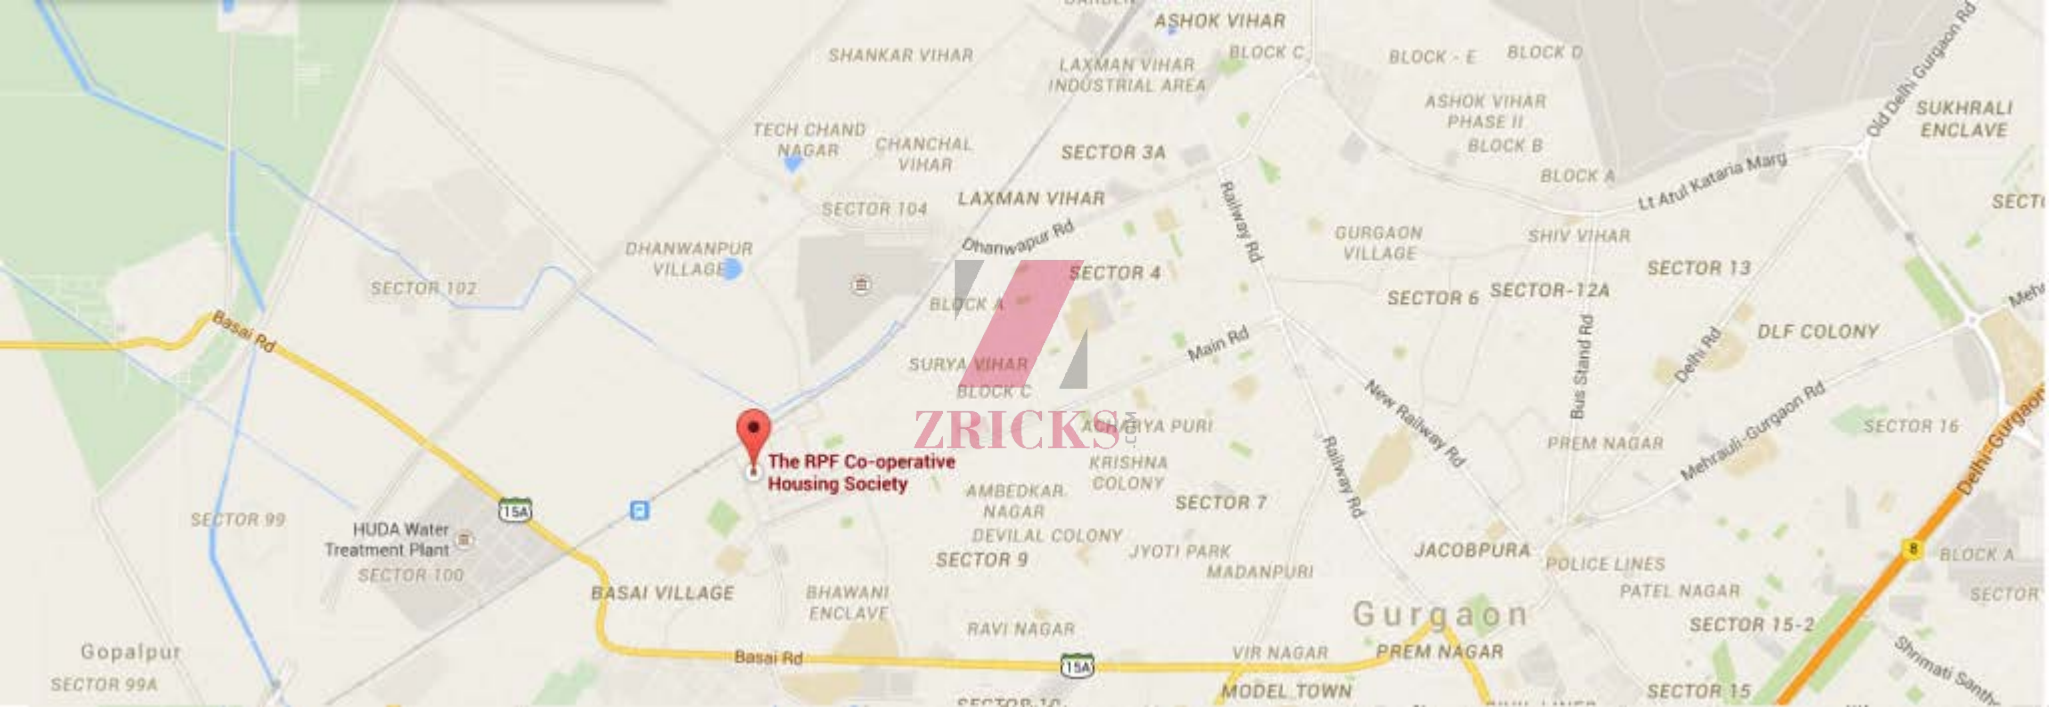 ASHOK VIHAR
SHANKAR VIHAR
LAXMAN VIHAR
INDUSTRIAL AREA
BLOCK C
BLOCK - E
BLOCK D
Old Delhi Gurgaon Rd
TECH CHAND
NAGAR
CHANCHAL
VIHAR
SECTOR 3A
ASHOK VIHAR
PHASE II
BLOCK B
SUKHRALI
ENCLAVE
BLOCK A
Lt Atul Kataria Marg
SECTOR 104
LAXMAN VIHAR
Dhanwapur Rd
Railway Rd
DHANWANPUR
VILLAGE
GURGAON
VILLAGE
SHIV VIHAR
SECTOR 102
SECTOR 4
SECTOR 6
SECTOR-12A
SECTOR 13
BLOCK A
Basai Rd
SURYA VIHAR
BLOCK C
Main Rd
Bus Stand Rd
Delhi Rd
DLF COLONY
ZRICKS
.COM
ACHARYA PURI
New Railway Rd
Mehrauli-Gurgaon Rd
SECTOR 16
Delhi-Gurgaon
The RPF Co-operative
Housing Society
KRISHNA
COLONY
PREM NAGAR
Railway Rd
AMBEDKAR
NAGAR
SECTOR 7
15A
SECTOR 99
HUDA Water
Treatment Plant
SECTOR 100
DEVILAL COLONY
SECTOR 9
JYOTI PARK
MADANPURI
JACOBPURA
POLICE LINES
8
BLOCK A
BASAI VILLAGE
BHAWANI
ENCLAVE
PATEL NAGAR
SECTOR
Gurgaon
RAVI NAGAR
SECTOR 15-2
Gopalpur
SECTOR 99A
Basai Rd
15A
VIR NAGAR
PREM NAGAR
MODEL TOWN
SECTOR 15
Shrimati Santh